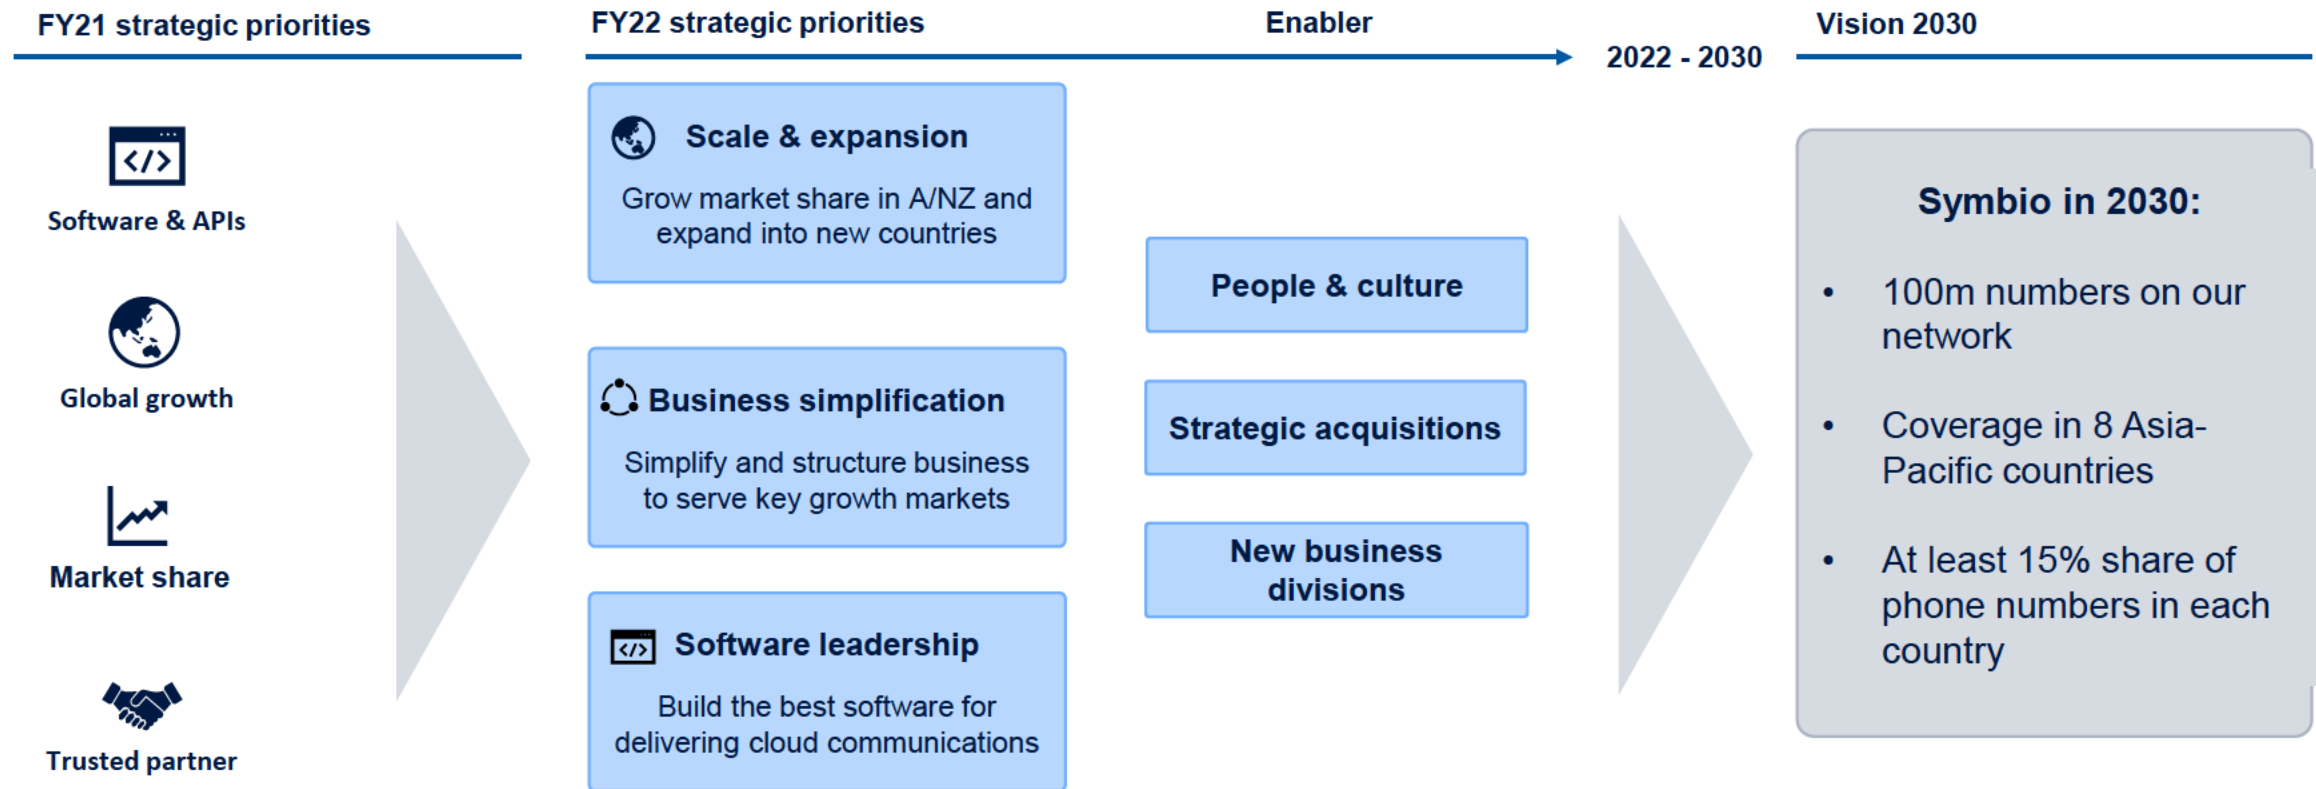 FY21 strategic priorities
Software & APIs
Global growth
Market share
Trusted partner
FY22 strategic priorities
Scale & expansion
Grow market share in A/NZ and
expand into new countries
Business simplification
Simplify and structure business
to serve key growth markets
Software leadership
Build the best software for
delivering cloud communications
Enabler
People & culture
Strategic acquisitions
New business
divisions
2022 - 2030
Vision 2030
Symbio in 2030:
• 100m numbers on our
network
• Coverage in 8 Asia-
Pacific countries
• At least 15% share of
phone numbers in each
country